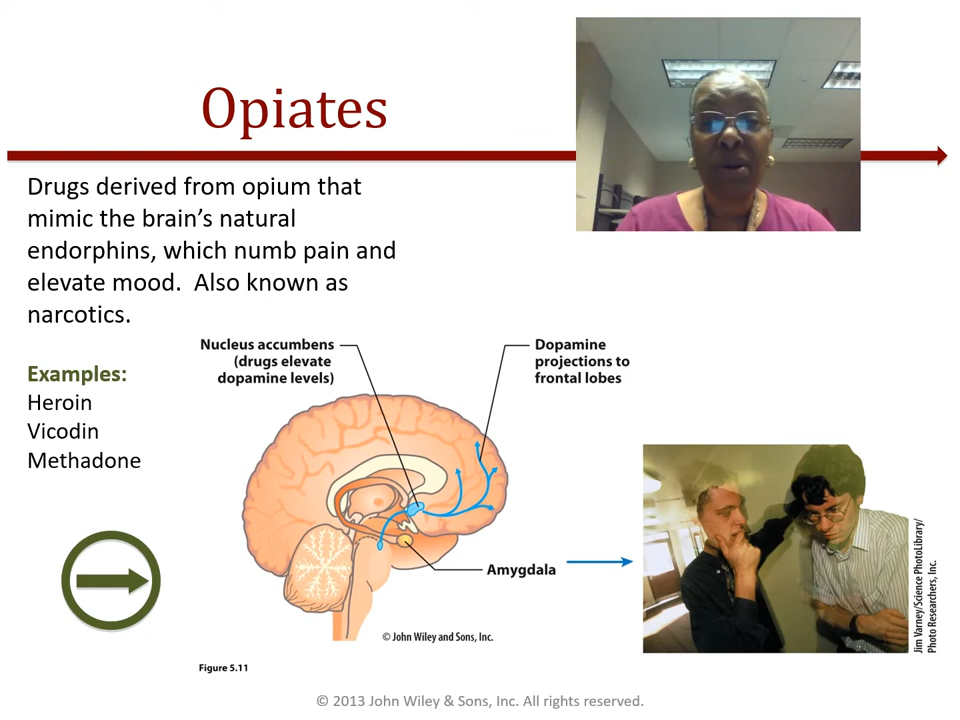 Opiates
Drugs derived from opium that
mimic the brain’s natural
endorphins, which numb pain and
elevate mood.  Also known as
narcotics.
Examples:
Heroin
Vicodin
Methadone
Nucleus accumbens
(drugs elevate
dopamine levels)
Dopamine
projections to
frontal lobes
Amygdala
© John Wiley and Sons, Inc.
Jim Varney/Science PhotoLibrary/
Photo Researchers, Inc.
Figure 5.11
© 2013 John Wiley & Sons, Inc. All rights reserved.